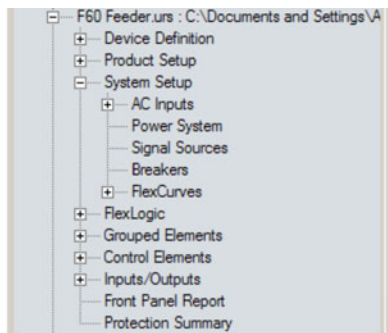 F60 Feeder.urs : C:\Documents and Settings\A
Device Definition
Product Setup
System Setup
AC Inputs
Power System
Signal Sources
Breakers
FlexCurves
FlexLogic
Grouped Elements
Control Elements
Inputs/Outputs
Front Panel Report
Protection Summary